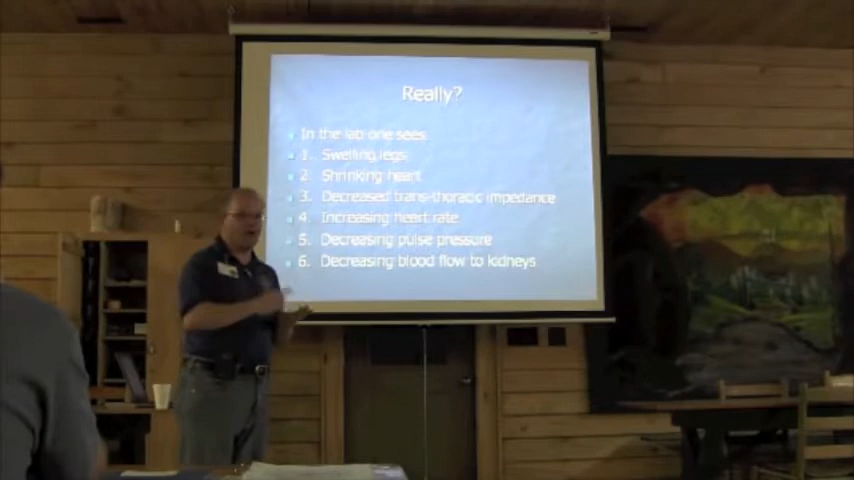 Really?
In the lab one sees
1. Swelling legs
2. Shrinking heart
3. Decreased trans-thoracic impedance
4. Increasing heart rate
5. Decreasing pulse pressure
6. Decreasing blood flow to kidneys